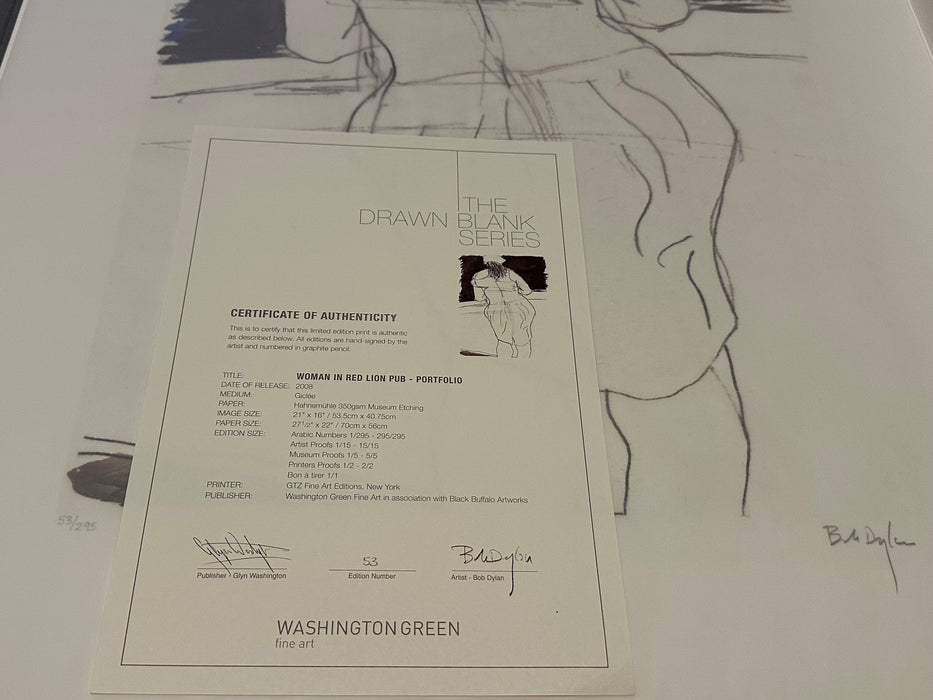 THE
DRAWN BLANK
SERIES
CERTIFICATE OF AUTHENTICITY
This is to certify that this limited edition print is authentic
as described below. All editions are hand-signed by the
artist and numbered in graphite pencil.
TITLE: WOMAN IN RED LION PUB - PORTFOLIO
DATE OF RELEASE: 2008
MEDIUM: Giclée
PAPER: Hahnemühle 350gsm Museum Etching
IMAGE SIZE: 21" x 16" / 53.5cm x 40.75cm
PAPER SIZE: 27 1/2" x 22" / 70cm x 56cm
EDITION SIZE: Arabic Numbers 1/295 - 295/295
Artist Proofs 1/15 - 15/15
Museum Proofs 1/5 - 5/5
Printers Proofs 1/2 - 2/2
Bon à tirer 1/1
PRINTER: GTZ Fine Art Editions, New York
PUBLISHER: Washington Green Fine Art in association with Black Buffalo Artworks
53/295
Bob Dylan
Glyn Washington 53 Bob Dylan
Publisher - Glyn Washington Edition Number Artist - Bob Dylan
WASHINGTON GREEN
fine art